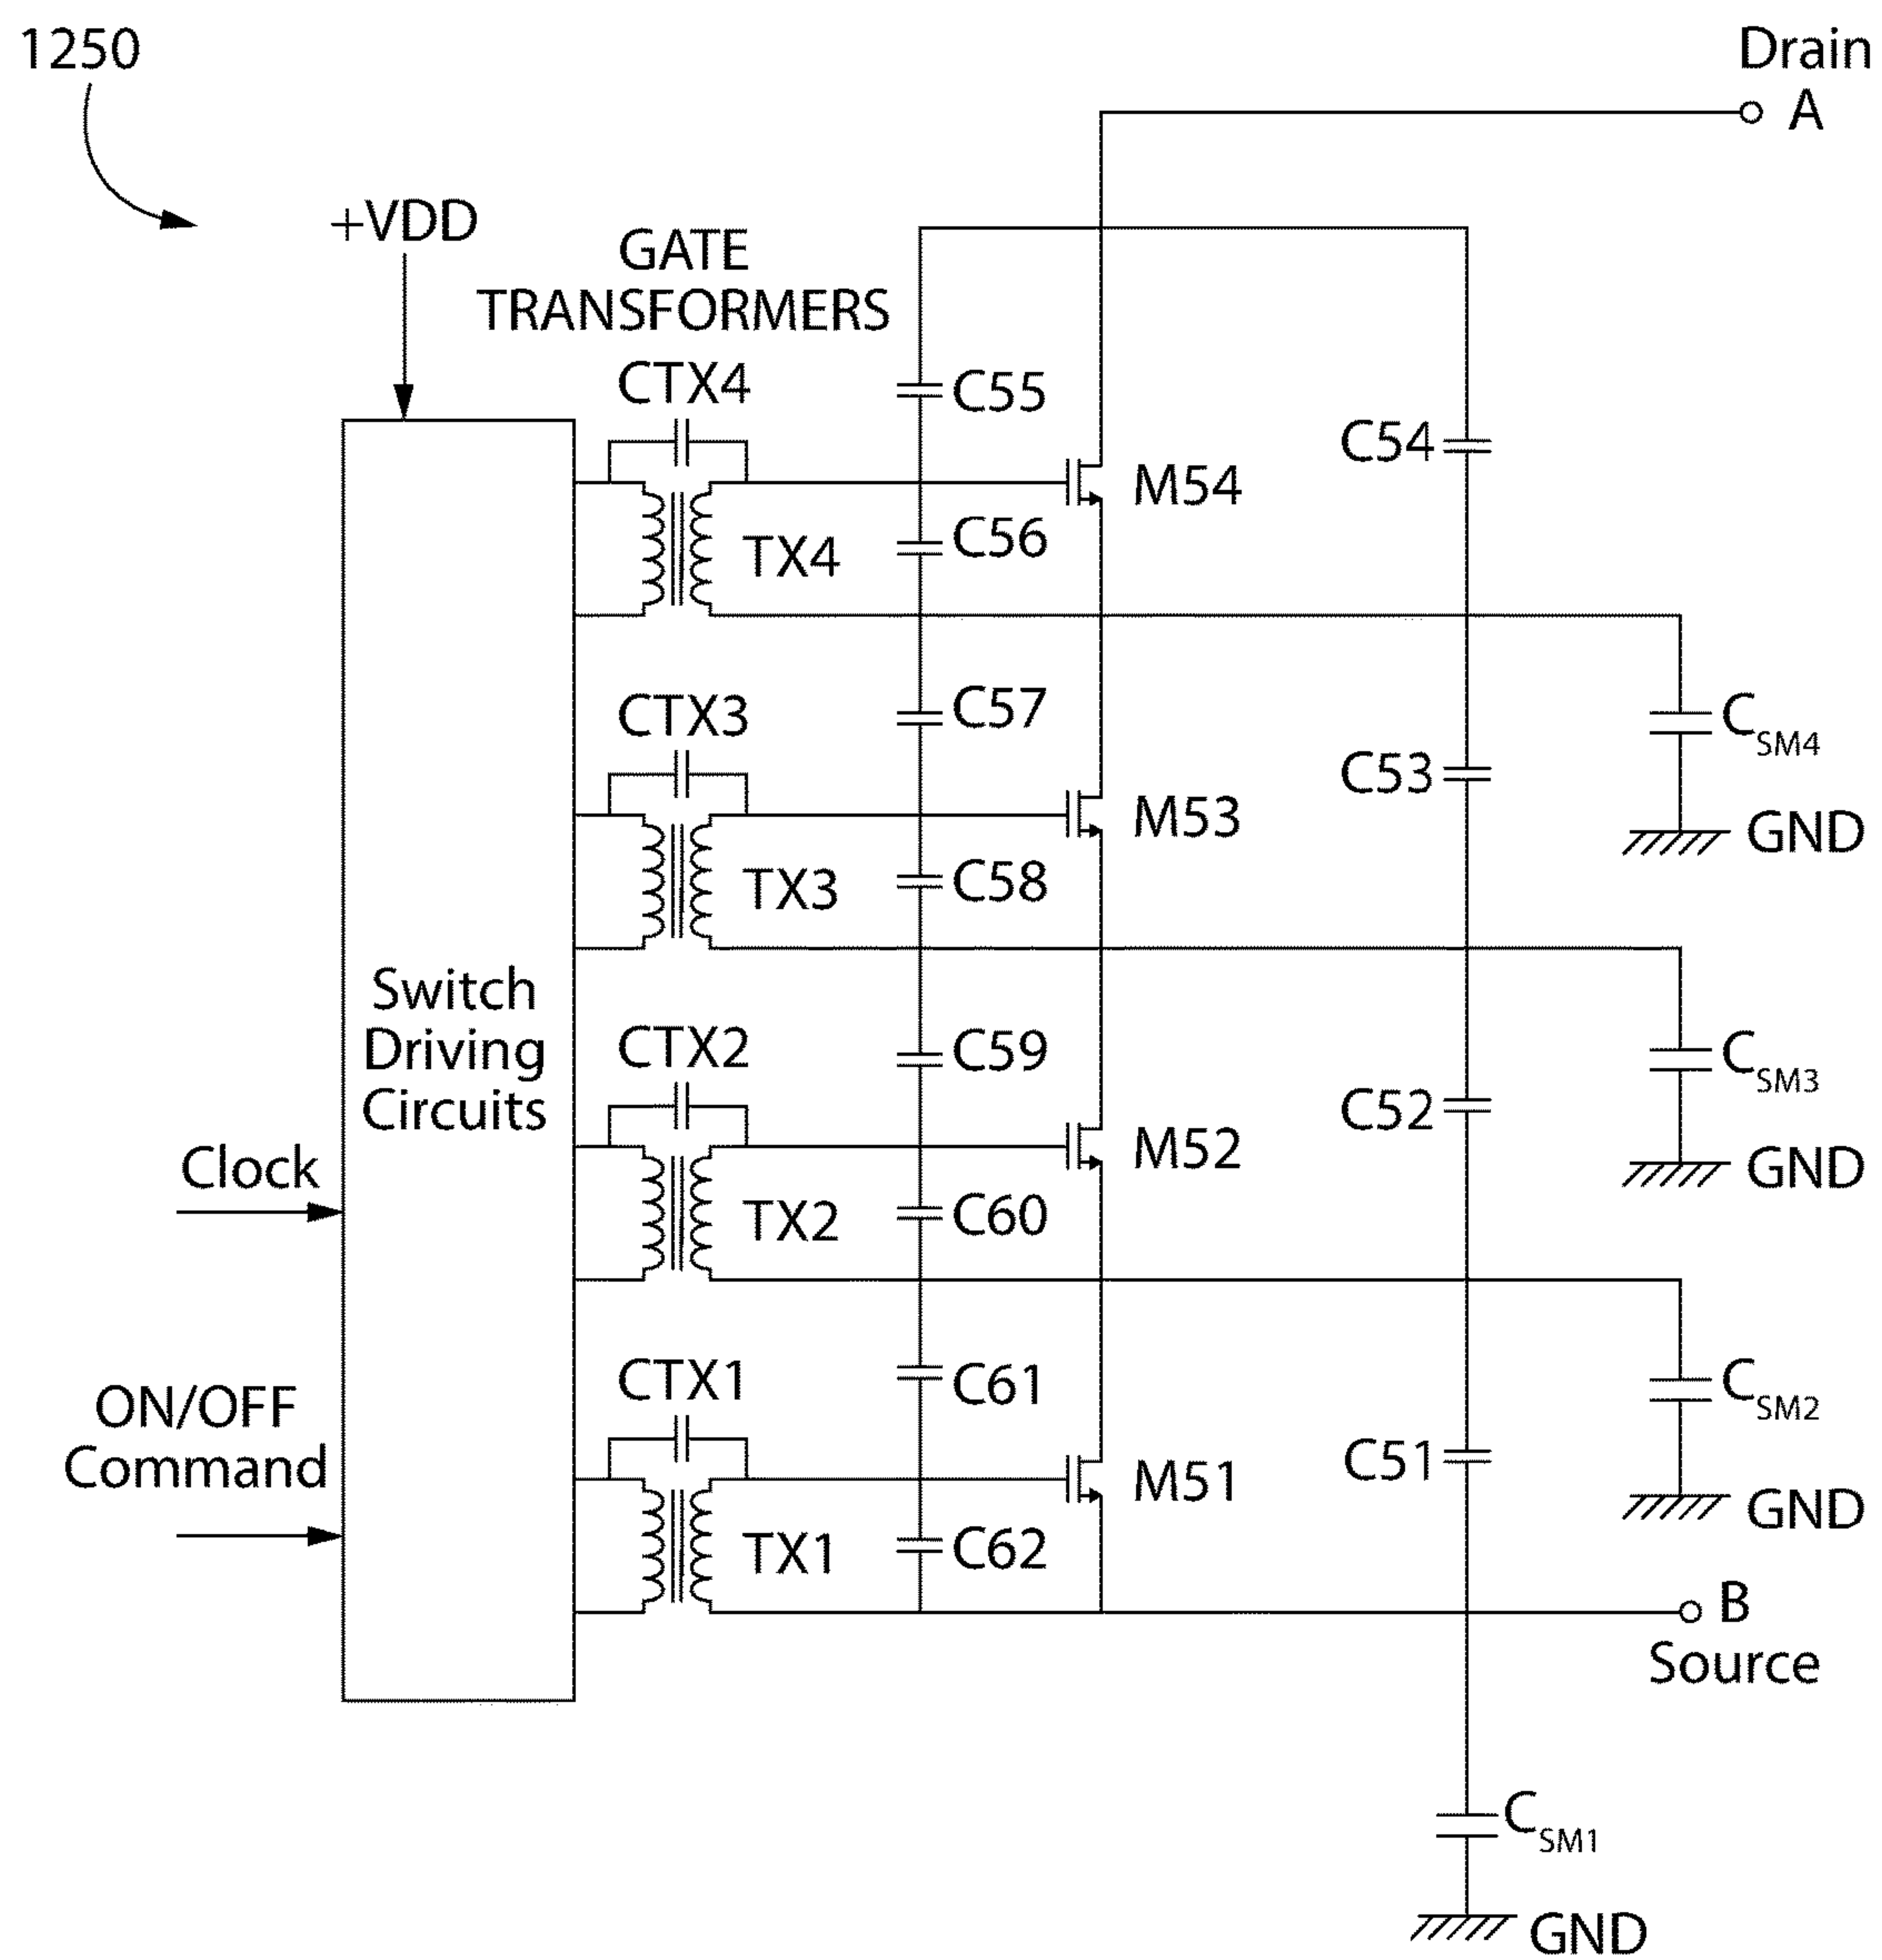 1250
Drain
A
+VDD
GATE
TRANSFORMERS
CTX4
C55
C54
M54
C56
TX4
CTX3
C57
C53
CSM4
GND
M53
TX3
C58
Switch
Driving
Circuits
CTX2
C59
C52
CSM3
GND
M52
Clock
TX2
C60
CTX1
C61
C51
CSM2
GND
ON/OFF
Command
M51
TX1
C62
B
Source
CSM1
GND